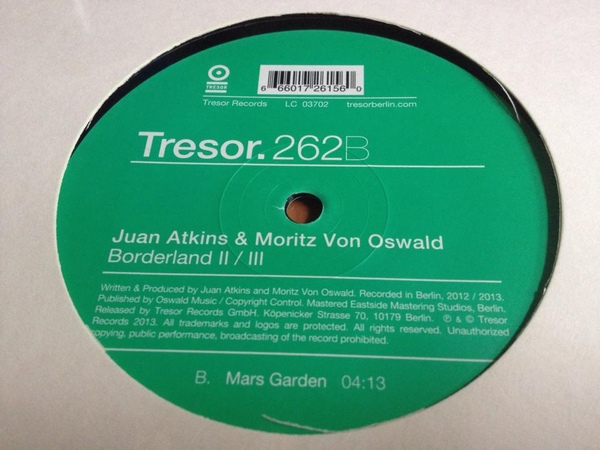 TRESOR
6 66017 26156 0
Tresor Records LC 03702 tresorberlin.com
Tresor. 262B
Juan Atkins & Moritz Von Oswald
Borderland II / III
Written & Produced by Juan Atkins and Moritz Von Oswald. Recorded in Berlin, 2012 / 2013.
Published by Oswald Music / Copyright Control. Mastered Eastside Mastering Studios, Berlin.
Released by Tresor Records GmbH. Köpenicker Strasse 70, 10179 Berlin. ℗ & © Tresor
Records 2013. All trademarks and logos are protected. All rights reserved. Unauthorized
copying, public performance, broadcasting of the record prohibited.
B. Mars Garden 04:13